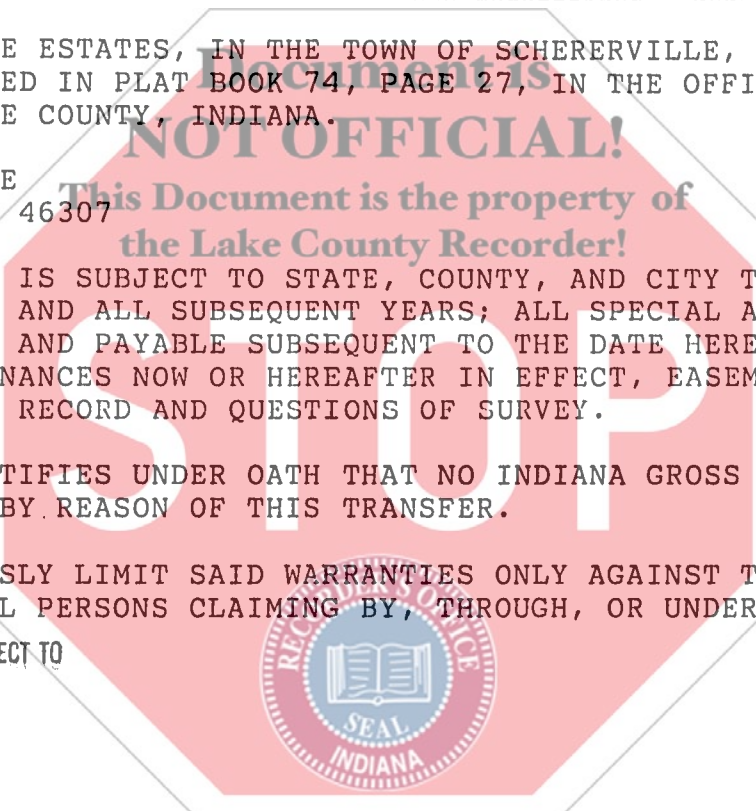 E ESTATES, IN THE TOWN OF SCHERERVILLE,
Document is
ED IN PLAT BOOK 74, PAGE 27, IN THE OFFI
E COUNTY, INDIANA.
NOT OFFICIAL!
E
This Document is the property of
46307
the Lake County Recorder!
IS SUBJECT TO STATE, COUNTY, AND CITY T
AND ALL SUBSEQUENT YEARS; ALL SPECIAL A
AND PAYABLE SUBSEQUENT TO THE DATE HERE
NANCES NOW OR HEREAFTER IN EFFECT, EASEM
RECORD AND QUESTIONS OF SURVEY.
STOP
TIFIES UNDER OATH THAT NO INDIANA GROSS
BY REASON OF THIS TRANSFER.
SLY LIMIT SAID WARRANTIES ONLY AGAINST T
L PERSONS CLAIMING BY, THROUGH, OR UNDER
ECT TO
RECORDER'S OFFICE
SEAL
INDIANA